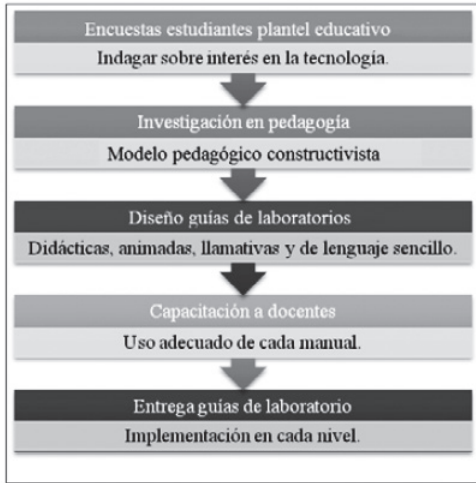 Encuestas estudiantes plantel educativo
Indagar sobre interés en la tecnología.
Investigación en pedagogía
Modelo pedagógico constructivista
Diseño guías de laboratorios
Didácticas, animadas, llamativas y de lenguaje sencillo.
Capacitación a docentes
Uso adecuado de cada manual.
Entrega guías de laboratorio
Implementación en cada nivel.